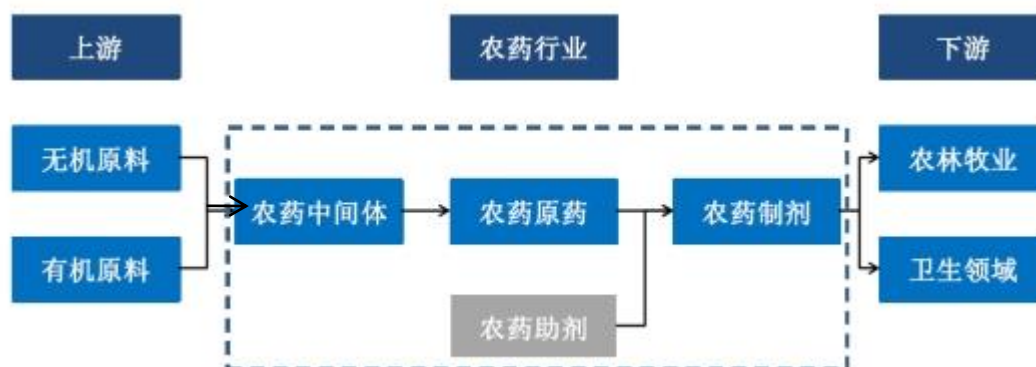 上游
农药行业
下游
无机原料
农林牧业
农药中间体
农药原药
农药制剂
有机原料
卫生领域
农药助剂